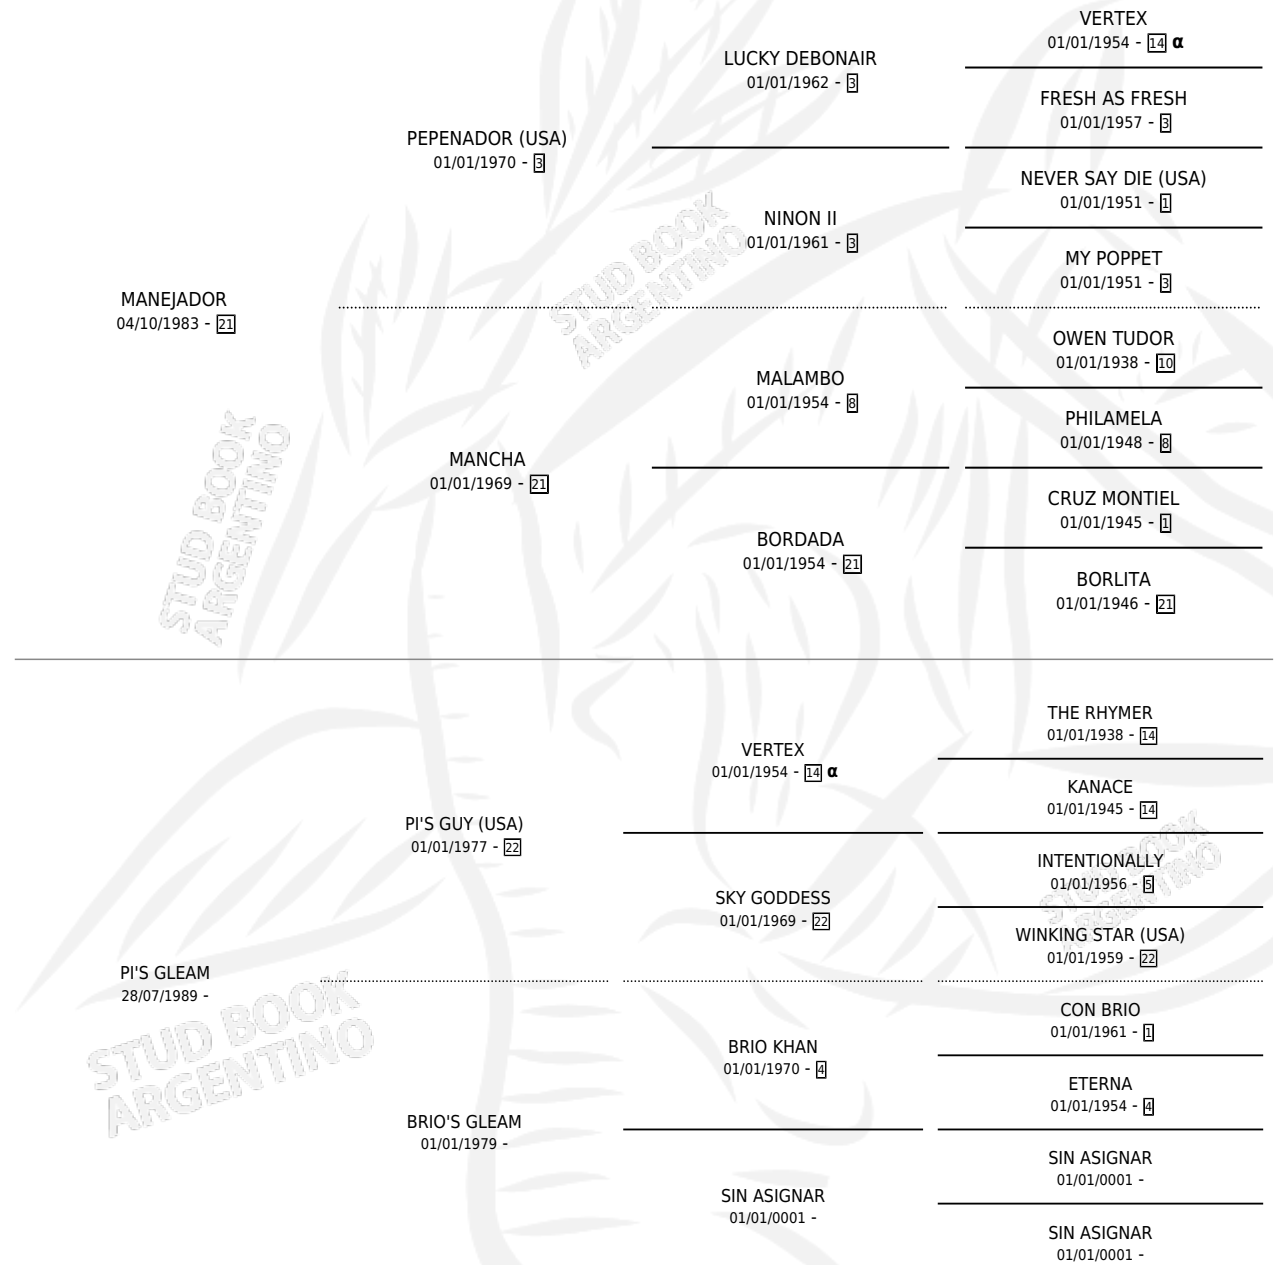 VERTEX
01/01/1954 - 14 α
LUCKY DEBONAIR
01/01/1962 - 3
FRESH AS FRESH
01/01/1957 - 3
PEPENADOR (USA)
01/01/1970 - 3
NEVER SAY DIE (USA)
01/01/1951 - 1
NINON II
01/01/1961 - 3
MY POPPET
01/01/1951 - 3
MANEJADOR
04/10/1983 - 21
OWEN TUDOR
01/01/1938 - 10
MALAMBO
01/01/1954 - 8
PHILAMELA
01/01/1948 - 8
MANCHA
01/01/1969 - 21
CRUZ MONTIEL
01/01/1945 - 1
BORDADA
01/01/1954 - 21
BORLITA
01/01/1946 - 21
THE RHYMER
01/01/1938 - 14
VERTEX
01/01/1954 - 14 α
KANACE
01/01/1945 - 14
PI'S GUY (USA)
01/01/1977 - 22
INTENTIONALLY
01/01/1956 - 5
SKY GODDESS
01/01/1969 - 22
WINKING STAR (USA)
01/01/1959 - 22
PI'S GLEAM
28/07/1989 -
CON BRIO
01/01/1961 - 1
BRIO KHAN
01/01/1970 - 4
ETERNA
01/01/1954 - 4
BRIO'S GLEAM
01/01/1979 -
SIN ASIGNAR
01/01/0001 -
SIN ASIGNAR
01/01/0001 -
SIN ASIGNAR
01/01/0001 -
STUD BOOK
ARGENTINO
STUD BOOK
ARGENTINO
STUD BOOK
ARGENTINO
STUD BOOK
ARGENTINO